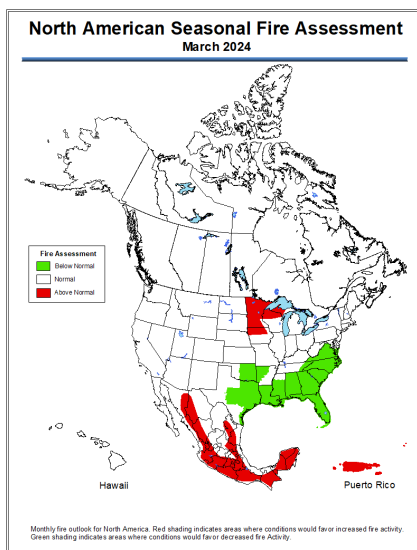 North American Seasonal Fire Assessment
March 2024
Fire Assessment
Below Normal
Normal
Above Normal
Hawaii
Puerto Rico
Monthly fire outlook for North America. Red shading indicates areas where conditions would favor increased fire activity.
Green shading indicates areas where conditions would favor decreased fire Activity.